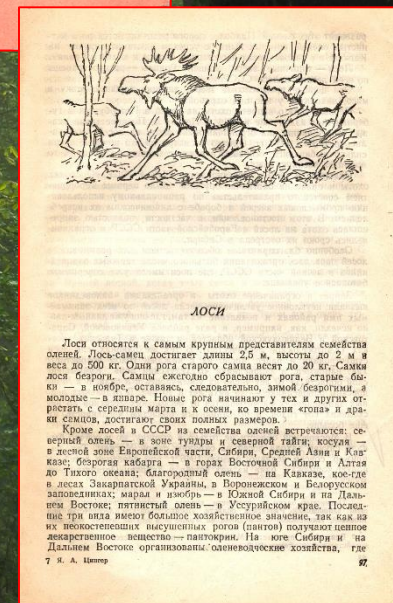 ЛОСИ
Лоси относятся к самым крупным представителям семейства
оленей. Лось-самец достигает длины 2,5 м, высоты до 2 м и
веса до 500 кг. Одни рога старого самца весят до 20 кг. Самки
лося безроги. Самцы ежегодно сбрасывают рога, старые бы-
ки — в ноябре, оставаясь, следовательно, зимой безрогими, а
молодые — в январе. Новые рога начинают у тех и других от-
растать с середины марта и к осени, ко времени «гона» и дра-
ки самцов, достигают своих полных размеров.
Кроме лосей в СССР из семейства оленей встречаются: се-
верный олень — в зоне тундры и северной тайги; косуля —
в лесной зоне Европейской части, Сибири, Средней Азии и Кав-
казе; безрогая кабарга — в горах Восточной Сибири и Алтая
до Тихого океана; благородный олень — на Кавказе, кое-где
в лесах Закарпатской Украины, в Воронежском и Белорусском
заповедниках; марал и изюбрь — в Южной Сибири и на Даль-
нем Востоке; пятнистый олень — в Уссурийском крае. Послед-
ние три вида имеют большое хозяйственное значение, так как из
их неокостеневших высушенных рогов (пантов) получают ценное
лекарственное вещество — пантокрин. На юге Сибири и на
Дальнем Востоке организованы оленеводческие хозяйства, где
7 Я. А. Цингер 97